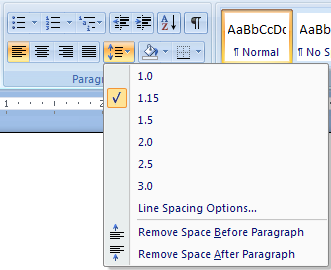 AaBbCcDc
¶ Normal
¶ No S
Paragr
1
1.0
1.15
1.5
2.0
2.5
3.0
Line Spacing Options...
Remove Space Before Paragraph
Remove Space After Paragraph